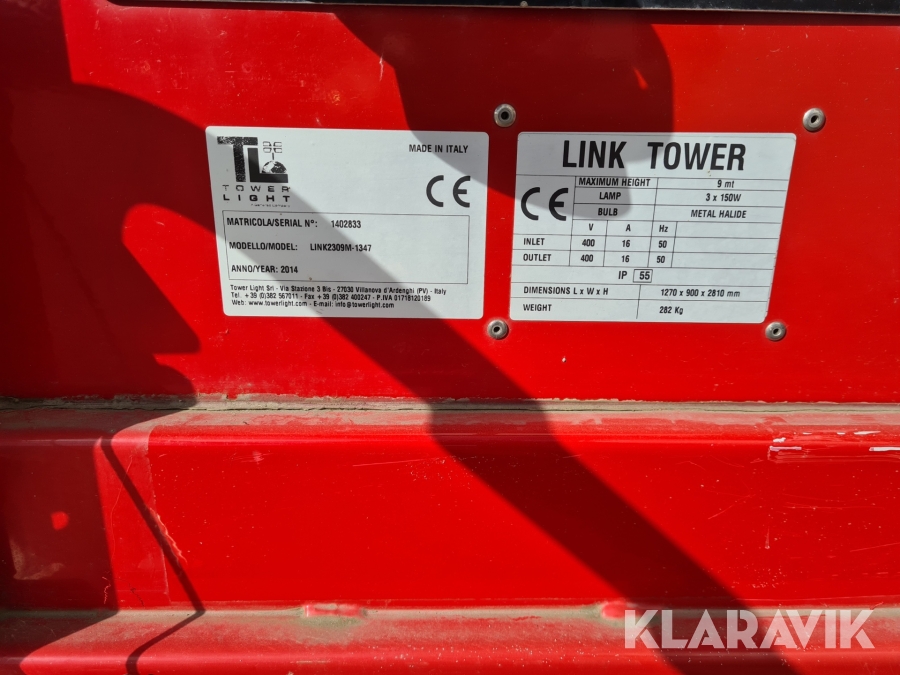 TL
TOWER
LIGHT
MADE IN ITALY
CE
MATRICOLA/SERIAL N°: 1402833
MODELLO/MODEL: LINK2309M-1347
ANNO/YEAR: 2014
Tower Light Srl - Via Stazione 3 Bis - 27030 Villanova d'Ardenghi (PV) - Italy
Tel. +39 (0)382 567011 - Fax +39 (0)382 400247 - P.IVA 01718120189
Web: www.towerlight.com - E-mail: info@towerlight.com
LINK TOWER
CE
MAXIMUM HEIGHT 9 mt
LAMP 3 x 150W
BULB METAL HALIDE
V A Hz
INLET 400 16 50
OUTLET 400 16 50
IP 55
DIMENSIONS L x W x H 1270 x 900 x 2810 mm
WEIGHT 282 Kg
KLARAVIK